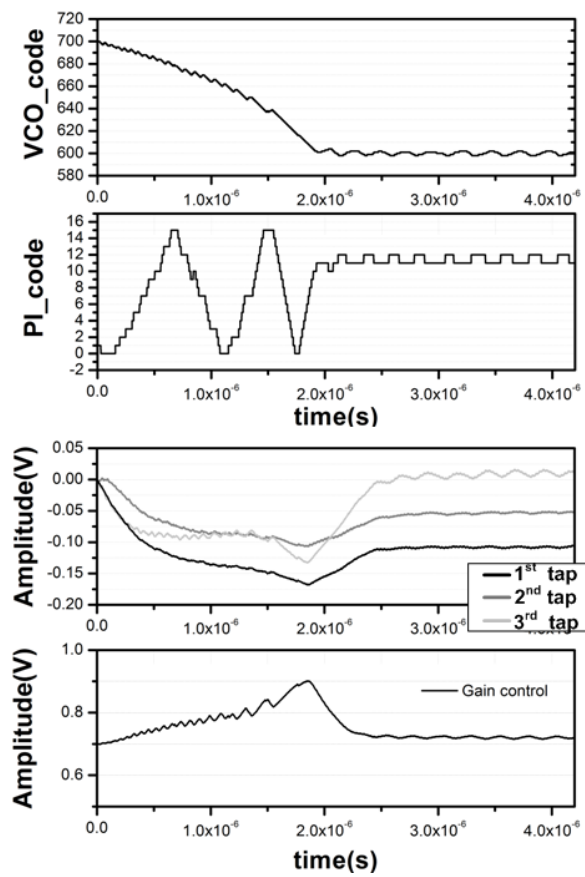 VCO_code
720
700
680
660
640
620
600
580
0.0 1.0x10⁻⁶ 2.0x10⁻⁶ 3.0x10⁻⁶ 4.0x10⁻⁶
PI_code
16
14
12
10
8
6
4
2
0
-2
0.0 1.0x10⁻⁶ 2.0x10⁻⁶ 3.0x10⁻⁶ 4.0x10⁻⁶
time(s)
Amplitude(V)
0.05
0.00
-0.05
-0.10
-0.15
-0.20
1st tap
2nd tap
3rd tap
0.0 1.0x10⁻⁶ 2.0x10⁻⁶ 3.0x10⁻⁶ 4.0x10⁻⁶
Amplitude(V)
1.0
0.8
0.6
Gain control
0.0 1.0x10⁻⁶ 2.0x10⁻⁶ 3.0x10⁻⁶ 4.0x10⁻⁶
time(s)